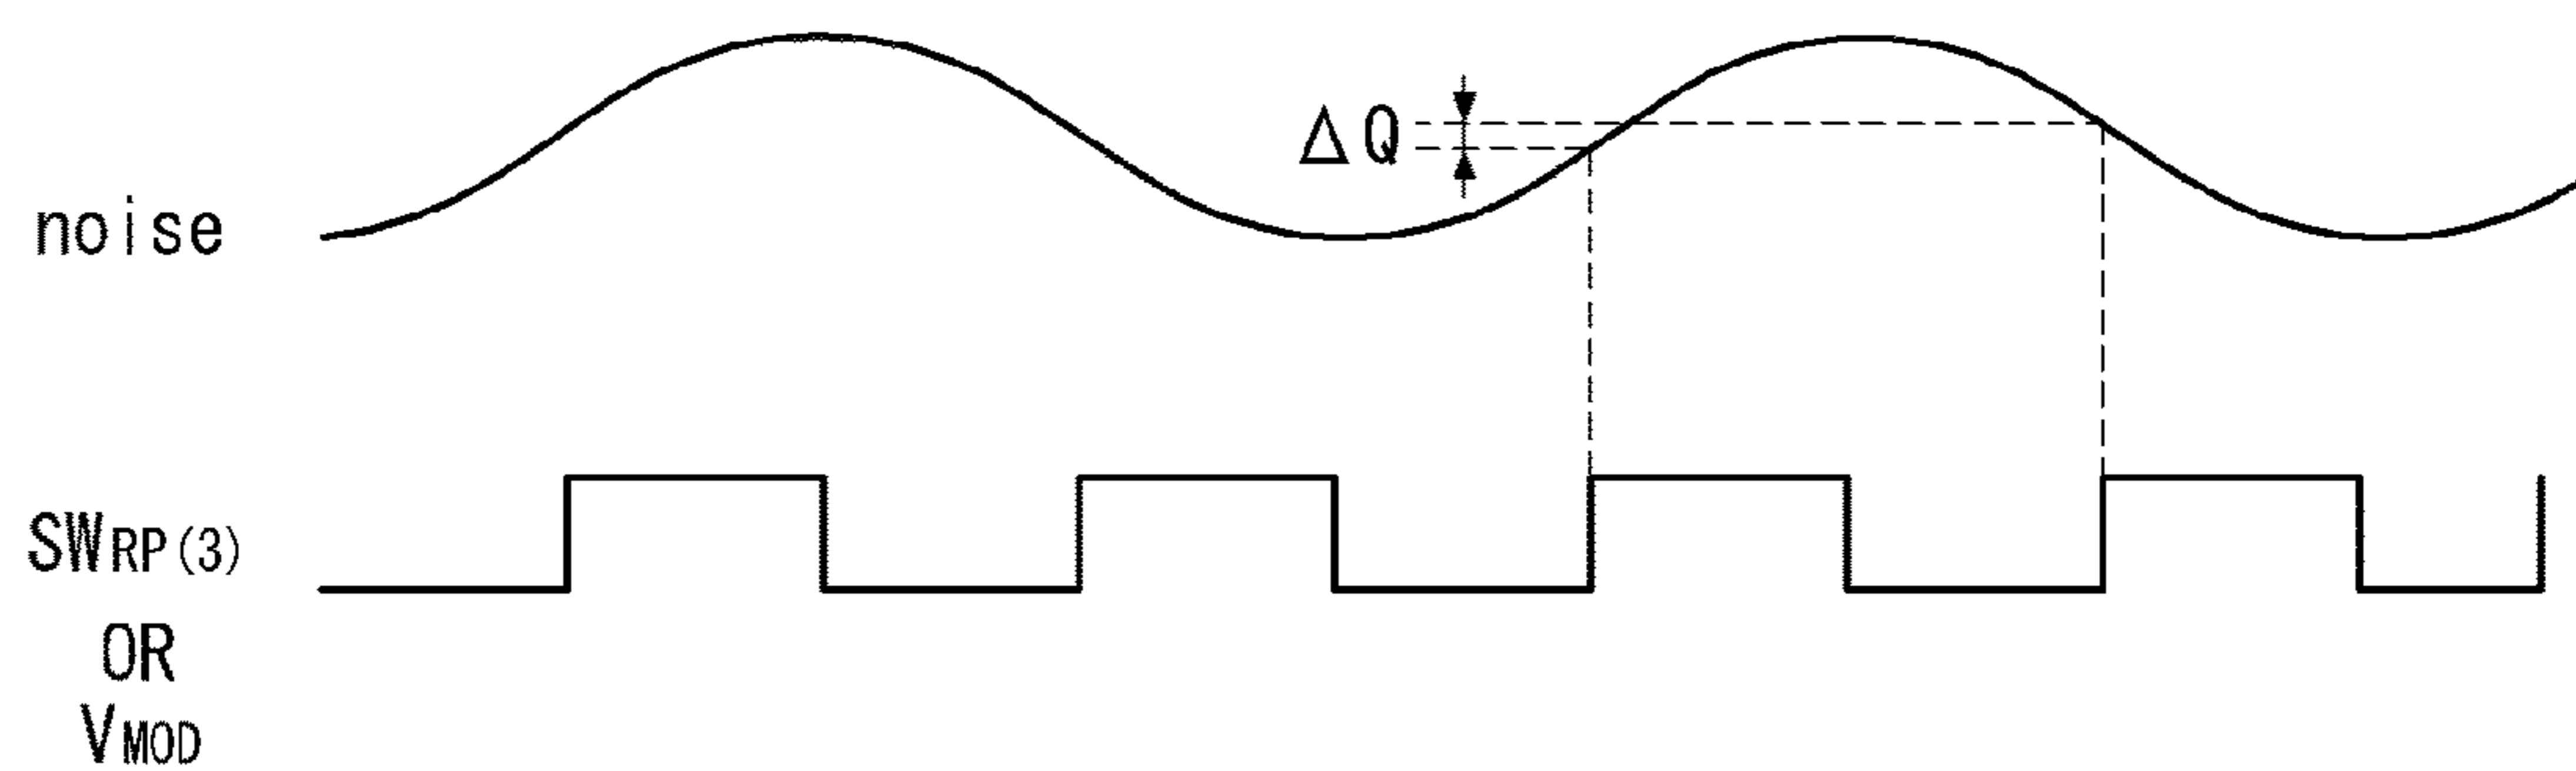 ΔQ
noise
SWRP(3)
OR
VMOD